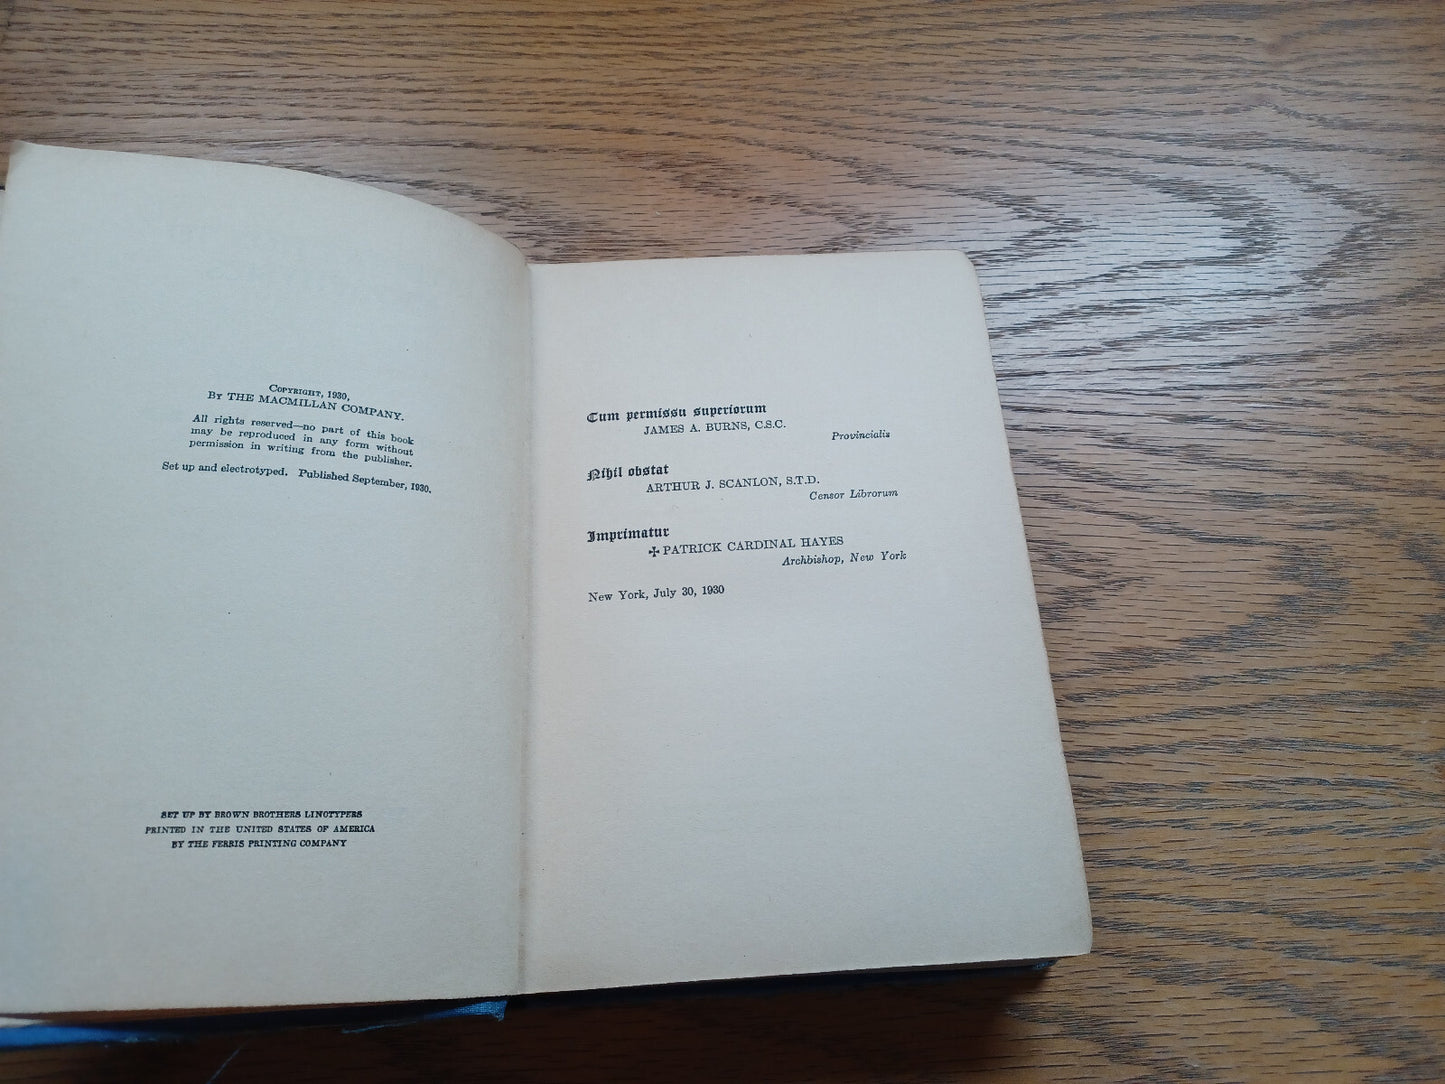 Copyright, 1930,
By THE MACMILLAN COMPANY.
All rights reserved—no part of this book
may be reproduced in any form without
permission in writing from the publisher.
Set up and electrotyped. Published September, 1930.
SET UP BY BROWN BROTHERS LINOTYPERS
PRINTED IN THE UNITED STATES OF AMERICA
BY THE FERRIS PRINTING COMPANY
Cum permissu superiorum
JAMES A. BURNS, C.S.C.
Provincialis
Nihil obstat
ARTHUR J. SCANLON, S.T.D.
Censor Librorum
Imprimatur
✠ PATRICK CARDINAL HAYES
Archbishop, New York
New York, July 30, 1930